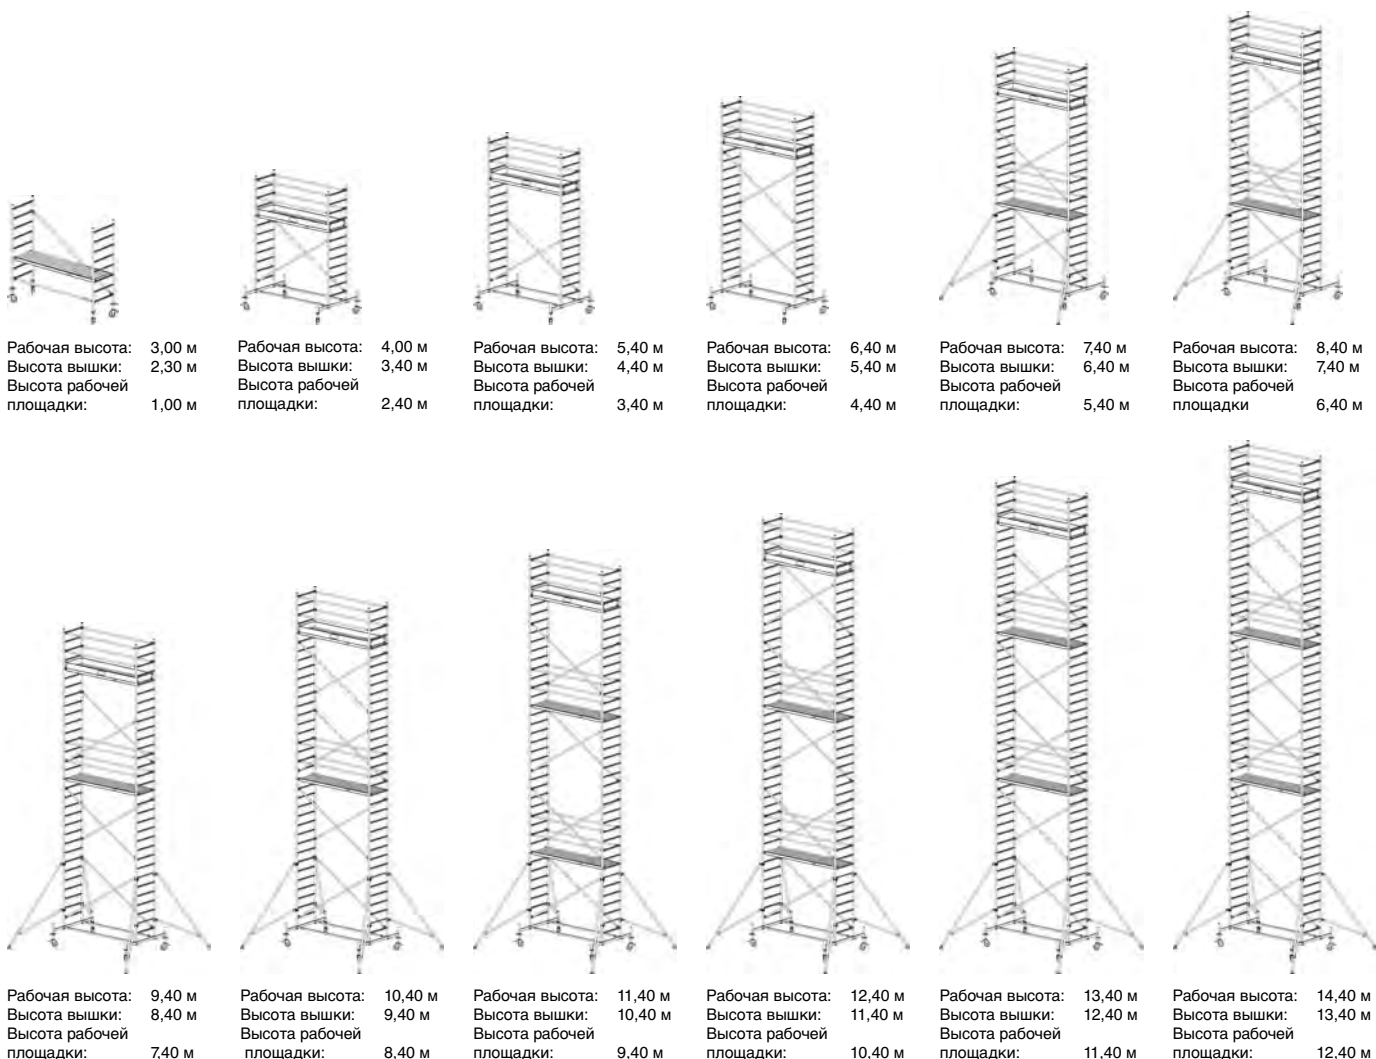 Рабочая высота: 3,00 м
Высота вышки: 2,30 м
Высота рабочей
площадки: 1,00 м
Рабочая высота: 4,00 м
Высота вышки: 3,40 м
Высота рабочей
площадки: 2,40 м
Рабочая высота: 5,40 м
Высота вышки: 4,40 м
Высота рабочей
площадки: 3,40 м
Рабочая высота: 6,40 м
Высота вышки: 5,40 м
Высота рабочей
площадки: 4,40 м
Рабочая высота: 7,40 м
Высота вышки: 6,40 м
Высота рабочей
площадки: 5,40 м
Рабочая высота: 8,40 м
Высота вышки: 7,40 м
Высота рабочей
площадки 6,40 м
Рабочая высота: 9,40 м
Высота вышки: 8,40 м
Высота рабочей
площадки: 7,40 м
Рабочая высота: 10,40 м
Высота вышки: 9,40 м
Высота рабочей
площадки: 8,40 м
Рабочая высота: 11,40 м
Высота вышки: 10,40 м
Высота рабочей
площадки: 9,40 м
Рабочая высота: 12,40 м
Высота вышки: 11,40 м
Высота рабочей
площадки: 10,40 м
Рабочая высота: 13,40 м
Высота вышки: 12,40 м
Высота рабочей
площадки: 11,40 м
Рабочая высота: 14,40 м
Высота вышки: 13,40 м
Высота рабочей
площадки: 12,40 м